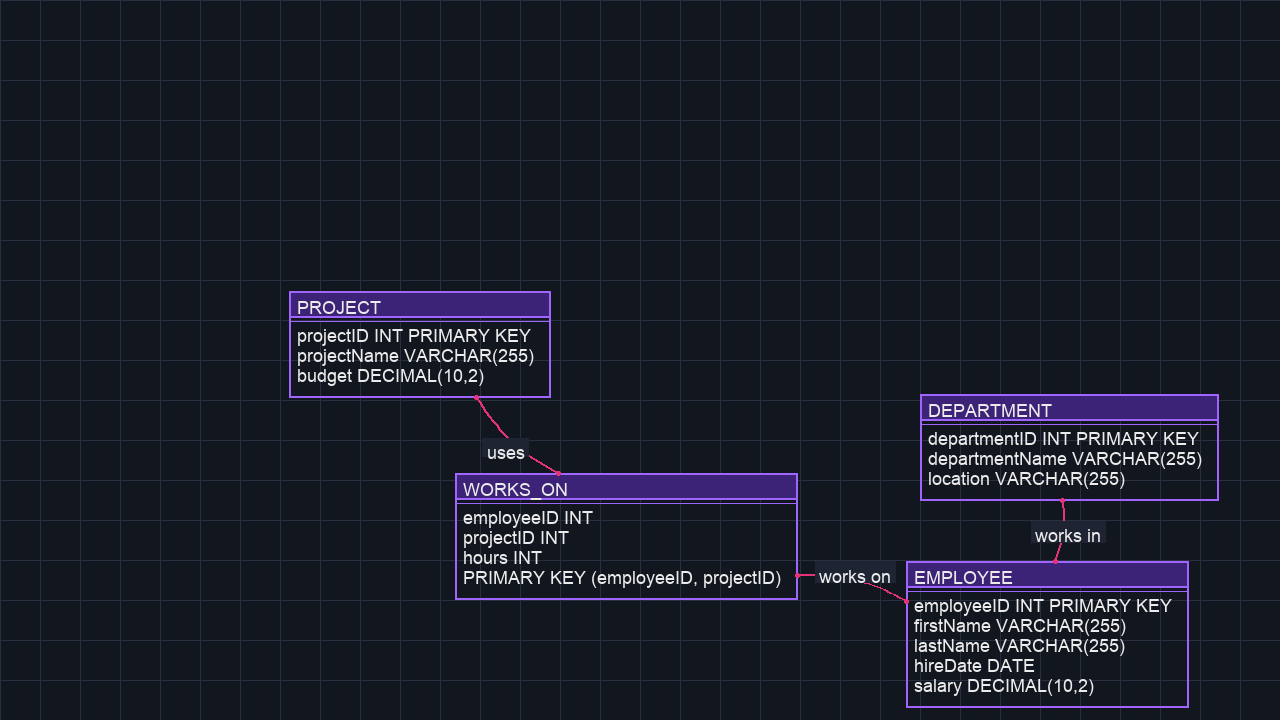 PROJECT
projectID INT PRIMARY KEY
projectName VARCHAR(255)
budget DECIMAL(10,2)
uses
WORKS_ON
employeeID INT
projectID INT
hours INT
PRIMARY KEY (employeeID, projectID)
works on
DEPARTMENT
departmentID INT PRIMARY KEY
departmentName VARCHAR(255)
location VARCHAR(255)
works in
EMPLOYEE
employeeID INT PRIMARY KEY
firstName VARCHAR(255)
lastName VARCHAR(255)
hireDate DATE
salary DECIMAL(10,2)